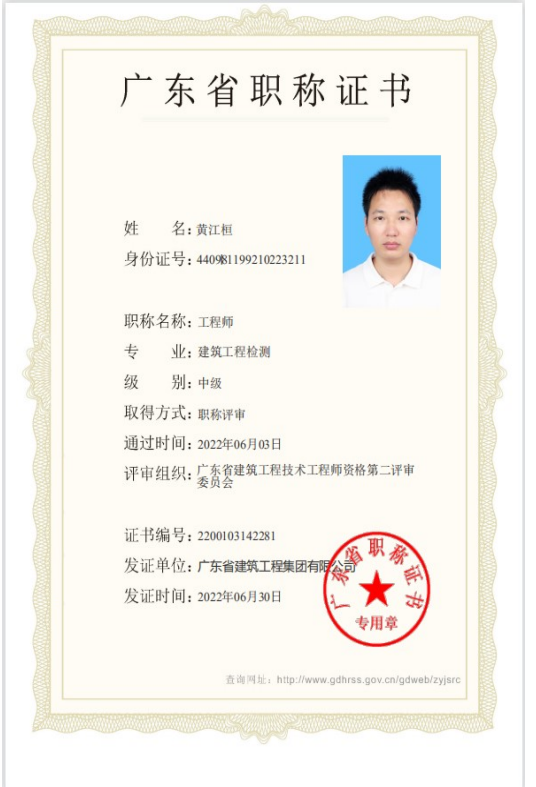 广东省职称证书
姓 名：黄江桓
身份证号：440981199210223211
职称名称：工程师
专 业：建筑工程检测
级 别：中级
取得方式：职称评审
通过时间：2022年06月03日
评审组织：广东省建筑工程技术工程师资格第二评审
委员会
证书编号：2200103142281
发证单位：广东省建筑工程集团有限公司
发证时间：2022年06月30日
广东省职称证书
专用章
查询网址：http://www.gdhrss.gov.cn/gdweb/zyjsrc